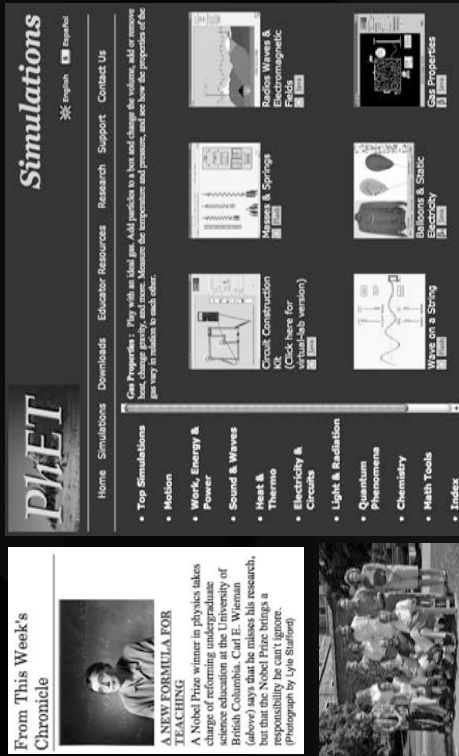 From This Week's
Chronicle
A NEW FORMULA FOR
TEACHING
A Nobel Prize winner in physics takes
charge of reforming undergraduate
science education at the University of
British Columbia. Carl E. Wieman
(above) says that he misses his research,
but that the Nobel Prize brings a
responsibility he can't ignore.
(Photograph by Lyle Stafford)
PhET
Simulations
English Español
Home Simulations Downloads Educator Resources Research Support Contact Us
• Top Simulations
• Motion
• Work, Energy &
Power
• Sound & Waves
• Heat &
Thermo
• Electricity &
Circuits
• Light & Radiation
• Quantum
Phenomena
• Chemistry
• Math Tools
• Index
Gas Properties : Play with an ideal gas. Add particles to a box and change the volume, add or remove
heat, change gravity, and more. Measure the temperature and pressure, and see how the properties of the
gas vary in relation to each other.
Circuit Construction
Kit
(Click here for
virtual-lab version)
Java
Masses & Springs
Flash
Radios Waves &
Electromagnetic
Fields
Java
Wave on a String
Flash
Balloons & Static
Electricity
Java
Gas Properties
Java